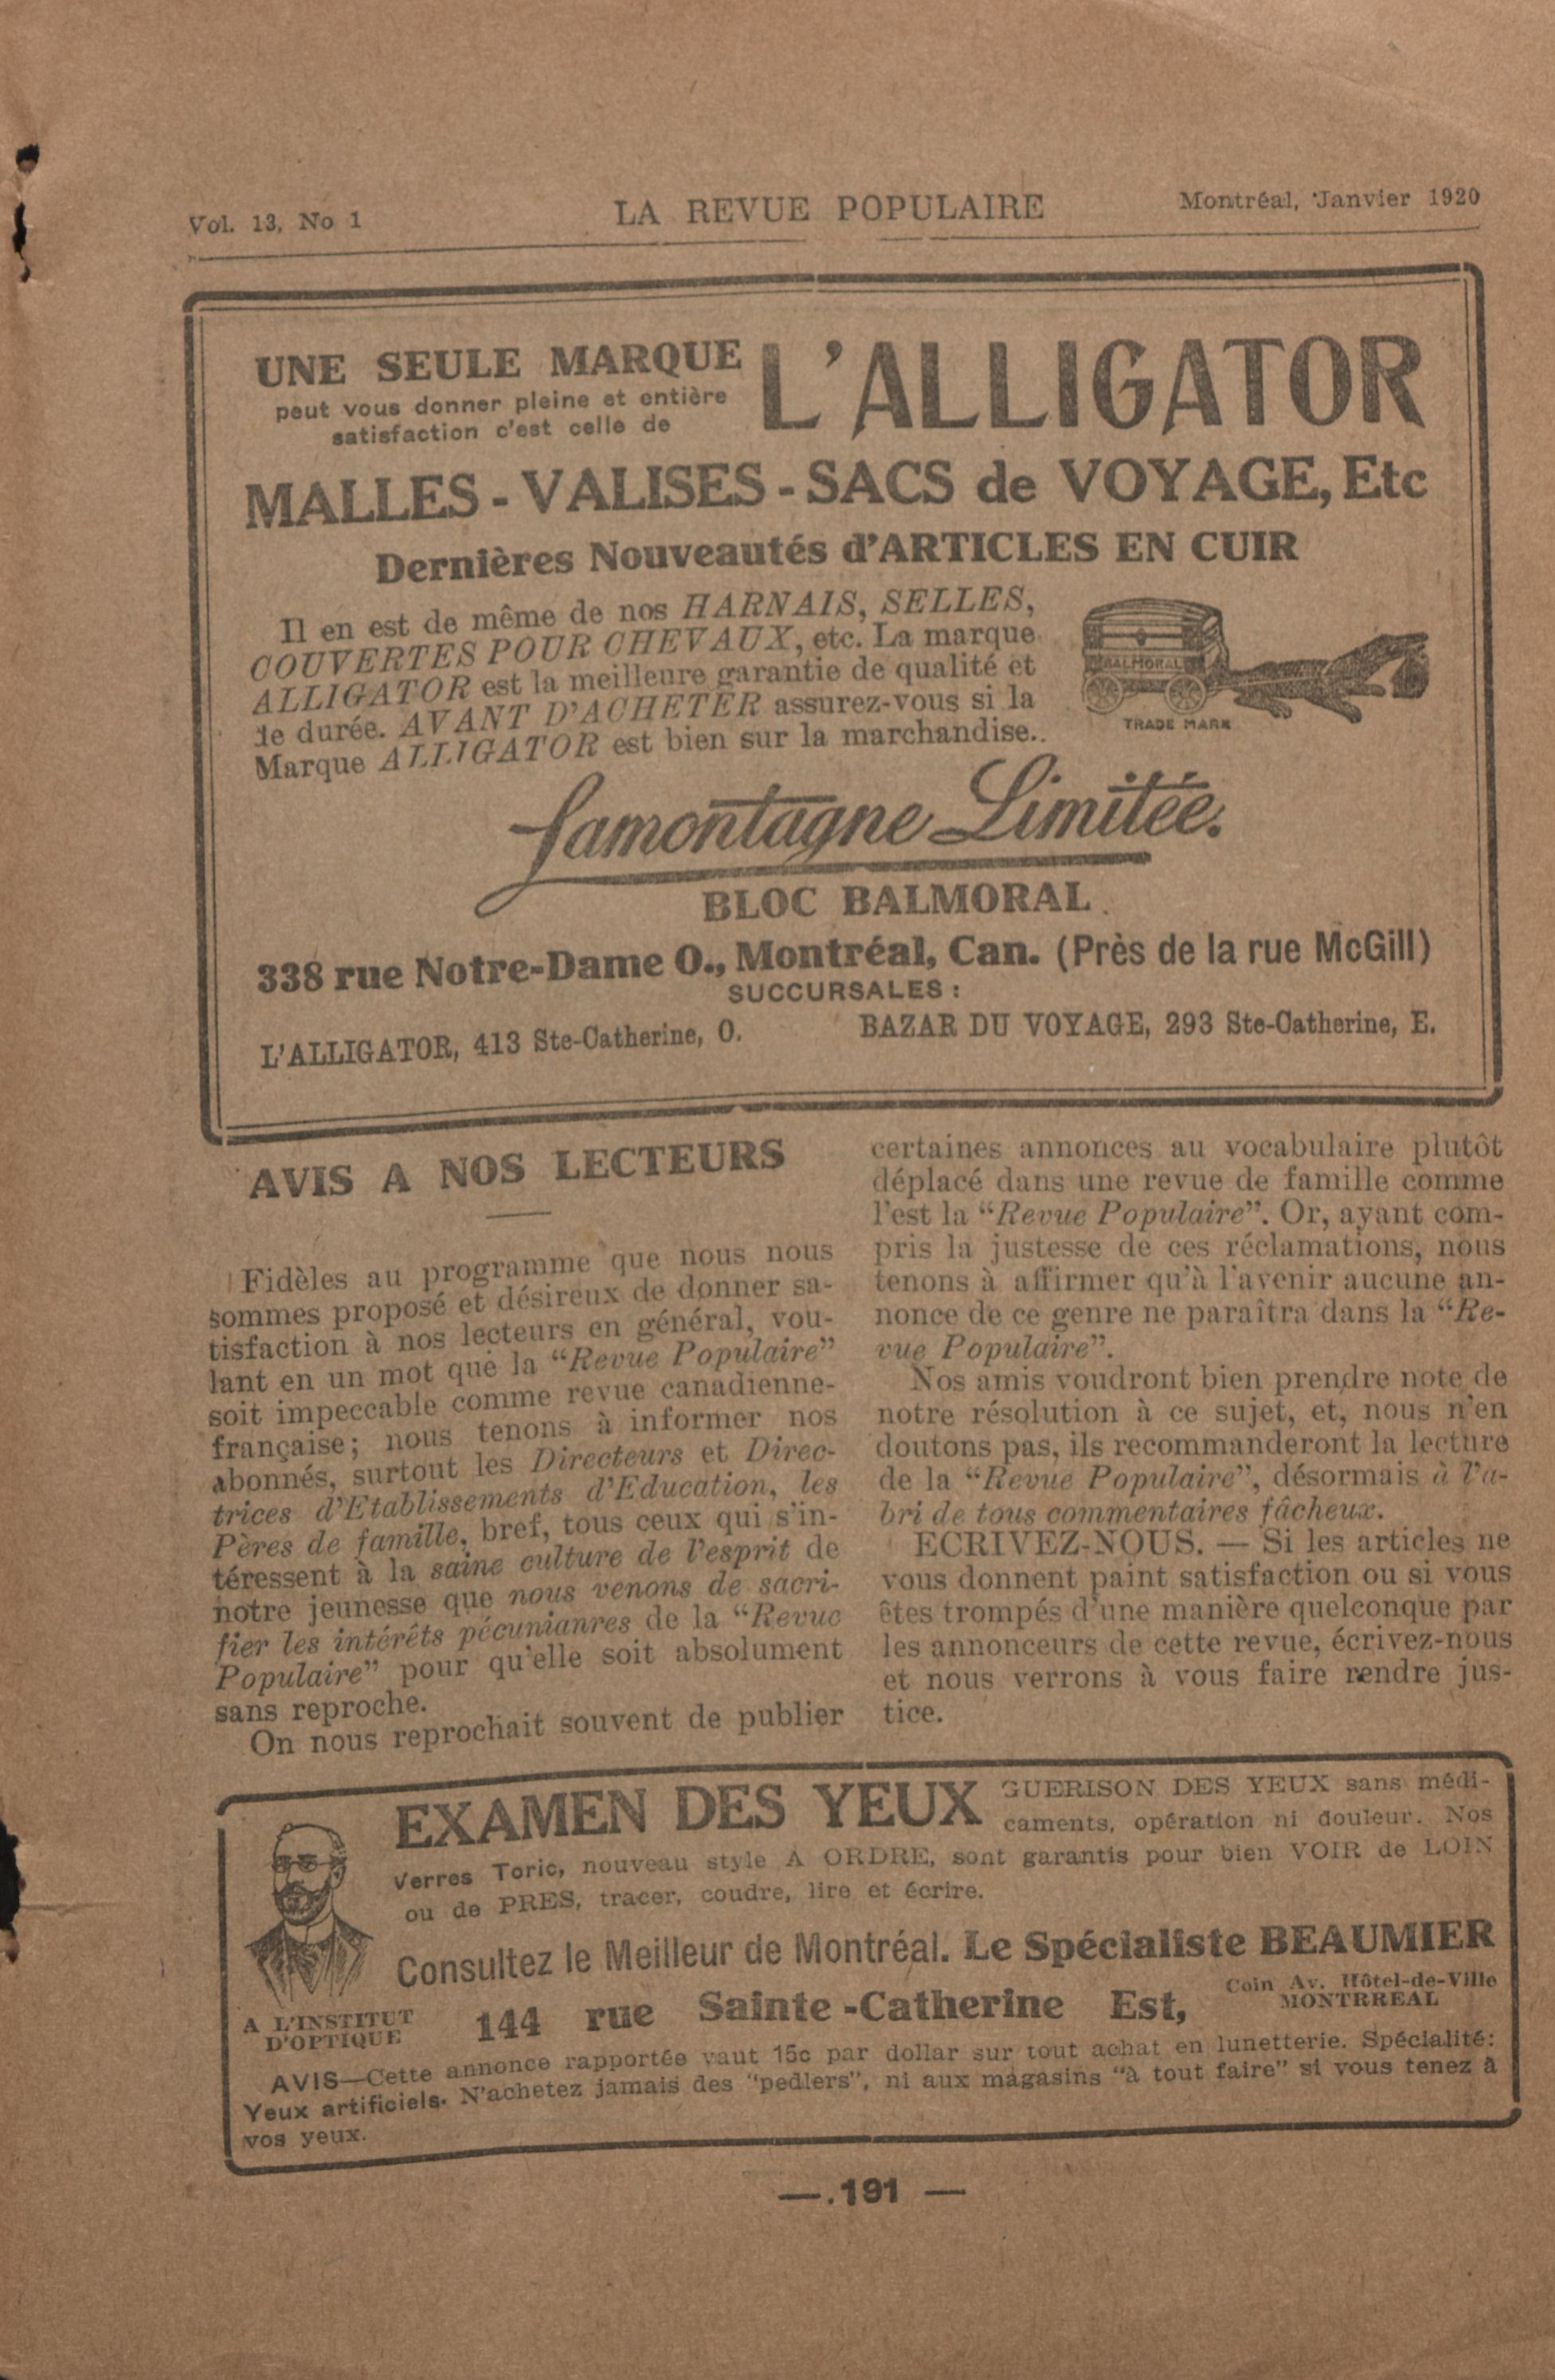 Vol. 13, No 1
LA REVUE POPULAIRE
Montréal, Janvier 1920
UNE SEULE MARQUE
peut vous donner pleine et entière
satisfaction c'est celle de
L'ALLIGATOR
MALLES - VALISES - SACS de VOYAGE, Etc
Dernières Nouveautés d'ARTICLES EN CUIR
Il en est de même de nos HARNAIS, SELLES,
COUVERTES POUR CHEVAUX, etc. La marque
ALLIGATOR est la meilleure garantie de qualité et
de durée. AVANT D'ACHETER assurez-vous si la
Marque ALLIGATOR est bien sur la marchandise..
BALMORAL
TRADE MARK
Lamontagne Limitée.
BLOC BALMORAL
338 rue Notre-Dame O., Montréal, Can. (Près de la rue McGill)
SUCCURSALES :
L'ALLIGATOR, 413 Ste-Catherine, O.
BAZAR DU VOYAGE, 293 Ste-Catherine, E.
AVIS A NOS LECTEURS
Fidèles au programme que nous nous
sommes proposé et désireux de donner sa-
tisfaction à nos lecteurs en général, vou-
lant en un mot que la "Revue Populaire"
soit impeccable comme revue canadienne-
française; nous tenons à informer nos
abonnés, surtout les Directeurs et Direc-
trices d'Etablissements d'Education, les
Pères de famille, bref, tous ceux qui s'in-
téressent à la saine culture de l'esprit de
notre jeunesse que nous venons de sacri-
fier les intérêts pécunianres de la "Revue
Populaire" pour qu'elle soit absolument
sans reproche.
On nous reprochait souvent de publier
certaines annonces au vocabulaire plutôt
déplacé dans une revue de famille comme
l'est la "Revue Populaire". Or, ayant com-
pris la justesse de ces réclamations, nous
tenons à affirmer qu'à l'avenir aucune an-
nonce de ce genre ne paraîtra dans la "Re-
vue Populaire".
Nos amis voudront bien prendre note de
notre résolution à ce sujet, et, nous n'en
doutons pas, ils recommanderont la lecture
de la "Revue Populaire", désormais à l'a-
bri de tous commentaires fâcheux.
ECRIVEZ-NOUS. — Si les articles ne
vous donnent paint satisfaction ou si vous
êtes trompés d'une manière quelconque par
les annonceurs de cette revue, écrivez-nous
et nous verrons à vous faire rendre jus-
tice.
EXAMEN DES YEUX
GUERISON DES YEUX sans médi-
caments, opération ni douleur. Nos
Verres Toric, nouveau style A ORDRE, sont garantis pour bien VOIR de LOIN
ou de PRES, tracer, coudre, lire et écrire.
Consultez le Meilleur de Montréal. Le Spécialiste BEAUMIER
A L'INSTITUT
D'OPTIQUE
144 rue Sainte-Catherine Est,
Coin Av. Hôtel-de-Ville
MONTRREAL
AVIS—Cette annonce rapportée vaut 15c par dollar sur tout achat en lunetterie. Spécialité:
Yeux artificiels. N'achetez jamais des "pedlers", ni aux magasins "à tout faire" si vous tenez à
vos yeux.
—.191 —